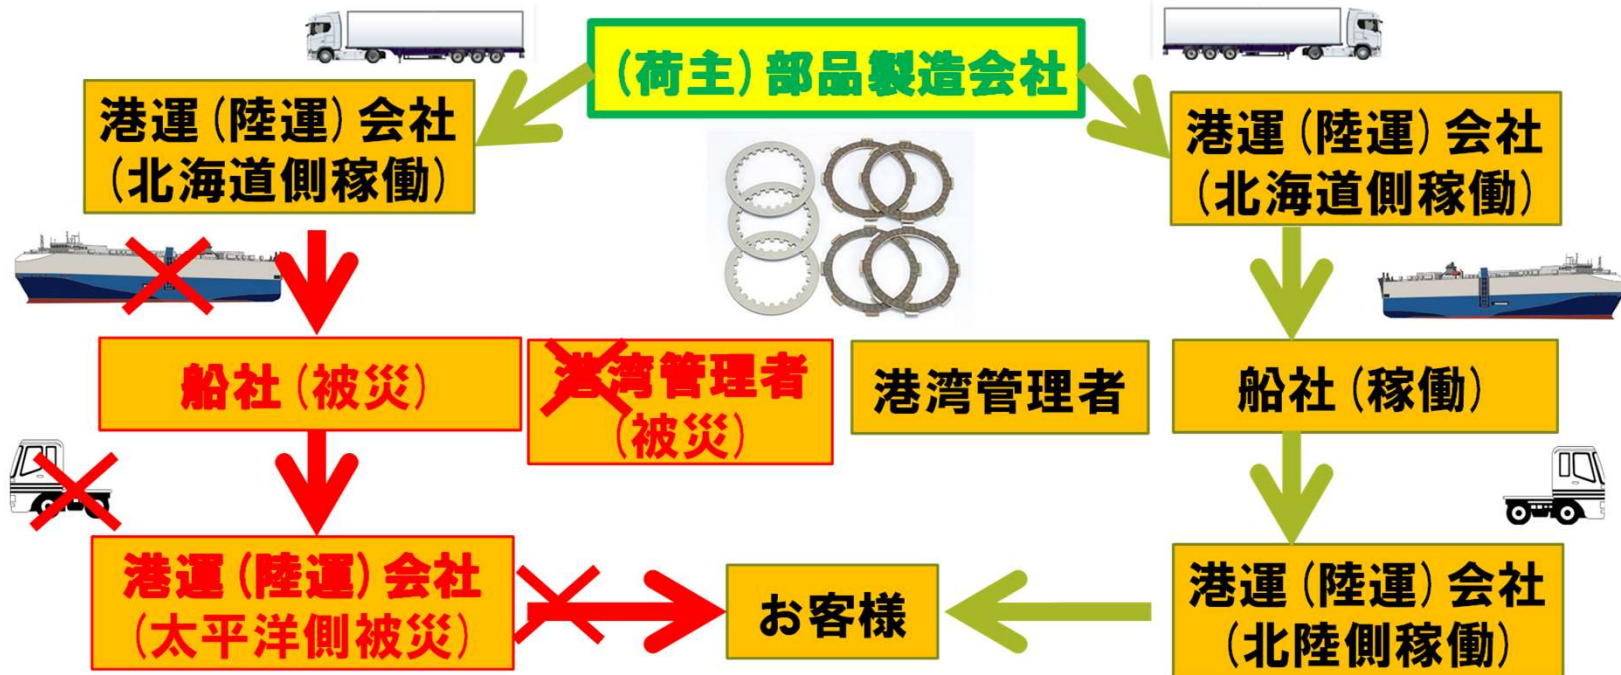 (荷主)部品製造会社
港運(陸運)会社
(北海道側稼働)
港運(陸運)会社
(北海道側稼働)
船社(被災)
港湾管理者
(被災)
港湾管理者
船社(稼働)
港運(陸運)会社
(太平洋側被災)
お客様
港運(陸運)会社
(北陸側稼働)